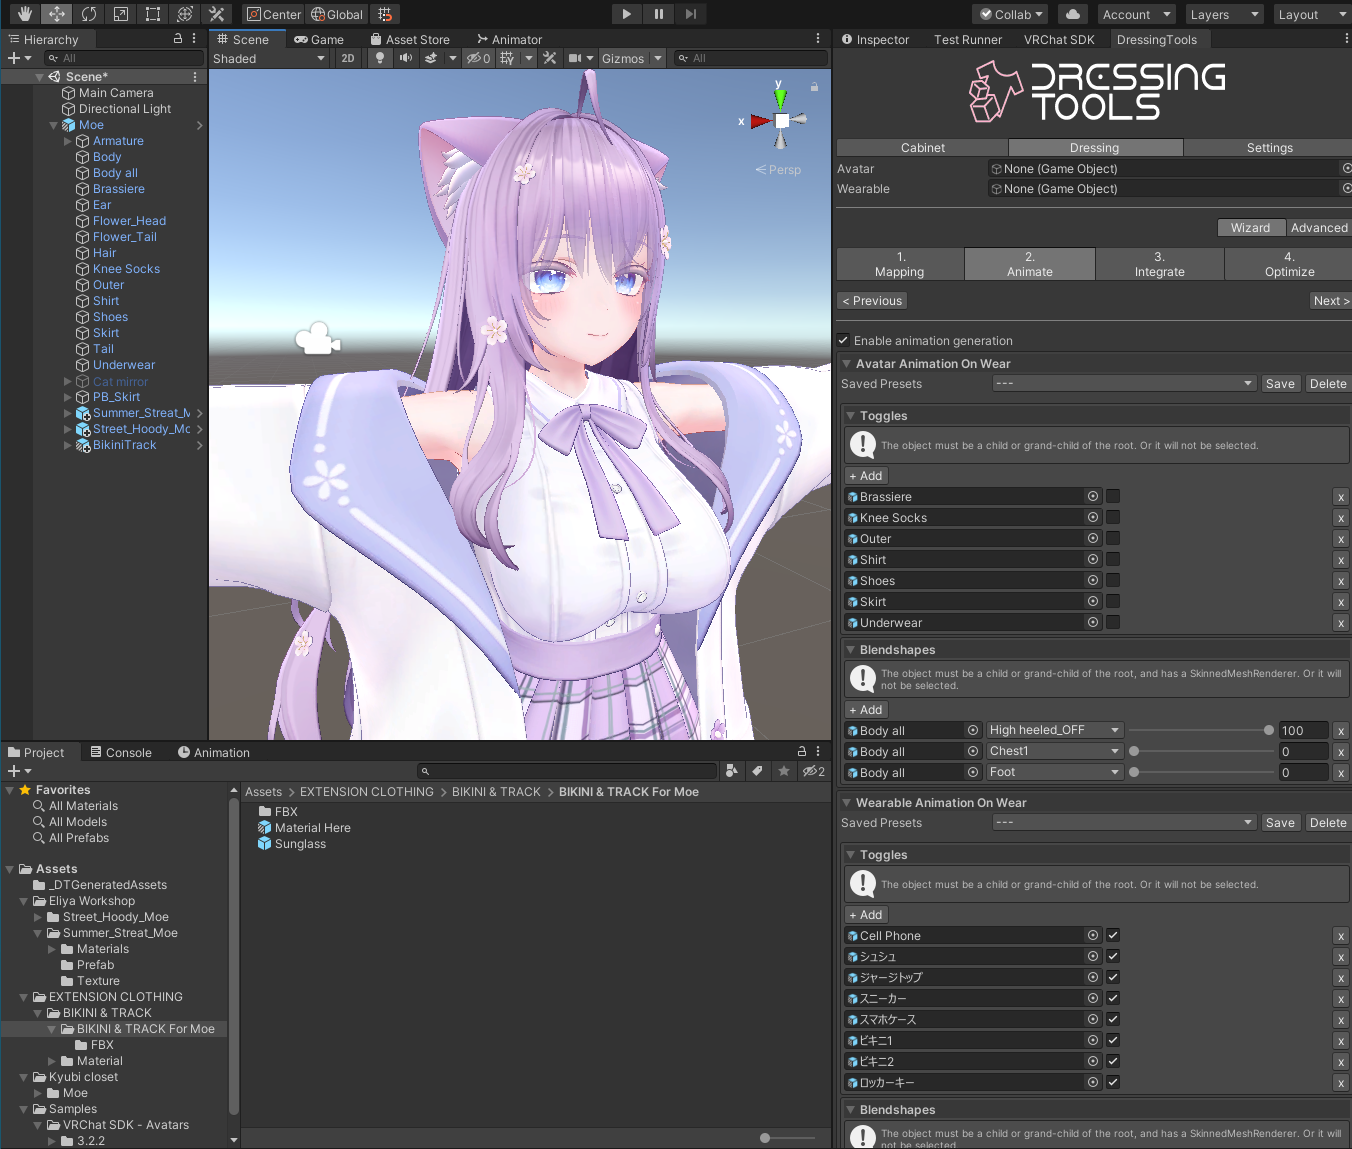 Center
Global
Collab
Account
Layers
Layout
Hierarchy
Scene
Game
Asset Store
Animator
Inspector
Test Runner
VRChat SDK
DressingTools
All
Shaded
2D
0
Gizmos
All
Scene*
Main Camera
Directional Light
Moe
Armature
Body
Body all
Brassiere
Ear
Flower_Head
Flower_Tail
Hair
Knee Socks
Outer
Shirt
Shoes
Skirt
Tail
Underwear
Cat mirror
PB_Skirt
Summer_Streat_M
Street_Hoody_Mo
BikiniTrack
y
x
Persp
DRESSING
TOOLS
Cabinet
Dressing
Settings
Avatar
None (Game Object)
Wearable
None (Game Object)
Wizard
Advanced
1.
Mapping
2.
Animate
3.
Integrate
4.
Optimize
< Previous
Next >
Enable animation generation
Avatar Animation On Wear
Saved Presets
---
Save
Delete
Toggles
The object must be a child or grand-child of the root. Or it will not be selected.
+ Add
Brassiere
x
Knee Socks
x
Outer
x
Shirt
x
Shoes
x
Skirt
x
Underwear
x
Blendshapes
The object must be a child or grand-child of the root, and has a SkinnedMeshRenderer. Or it will
not be selected.
+ Add
Body all
High heeled_OFF
100
x
Body all
Chest1
0
x
Body all
Foot
0
x
Wearable Animation On Wear
Saved Presets
---
Save
Delete
Toggles
The object must be a child or grand-child of the root. Or it will not be selected.
+ Add
Cell Phone
x
シュシュ
x
ジャージトップ
x
スニーカー
x
スマホケース
x
ビキニ1
x
ビキニ2
x
ロッカーキー
x
Blendshapes
The object must be a child or grand-child of the root, and has a SkinnedMeshRenderer. Or it will
not be selected.
Project
Console
Animation
2
Favorites
All Materials
All Models
All Prefabs
Assets
_DTGeneratedAssets
Eliya Workshop
Street_Hoody_Moe
Summer_Streat_Moe
Materials
Prefab
Texture
EXTENSION CLOTHING
BIKINI & TRACK
BIKINI & TRACK For Moe
FBX
Material
Kyubi closet
Moe
Samples
VRChat SDK - Avatars
3.2.2
Assets > EXTENSION CLOTHING > BIKINI & TRACK > BIKINI & TRACK For Moe
FBX
Material Here
Sunglass